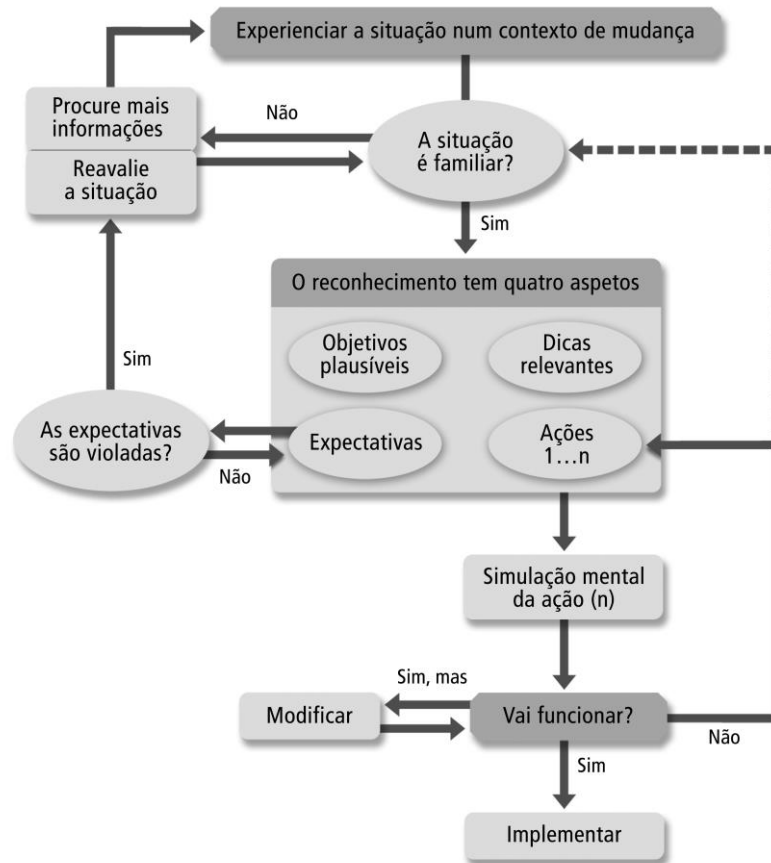 Experienciar a situação num contexto de mudança
Procure mais
informações
Não
A situação
é familiar?
Reavalie
a situação
Sim
O reconhecimento tem quatro aspetos
Objetivos
plausíveis
Dicas
relevantes
Sim
As expectativas
são violadas?
Expectativas
Ações
1...n
Não
Simulação mental
da ação (n)
Sim, mas
Modificar
Vai funcionar?
Não
Sim
Implementar